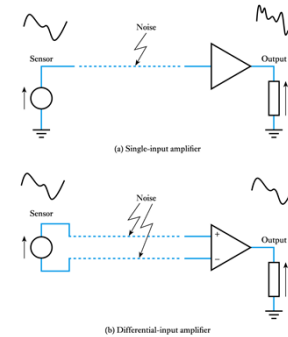 Noise
Sensor
Output
(a) Single-input amplifier
Noise
Sensor
Output
+
−
(b) Differential-input amplifier